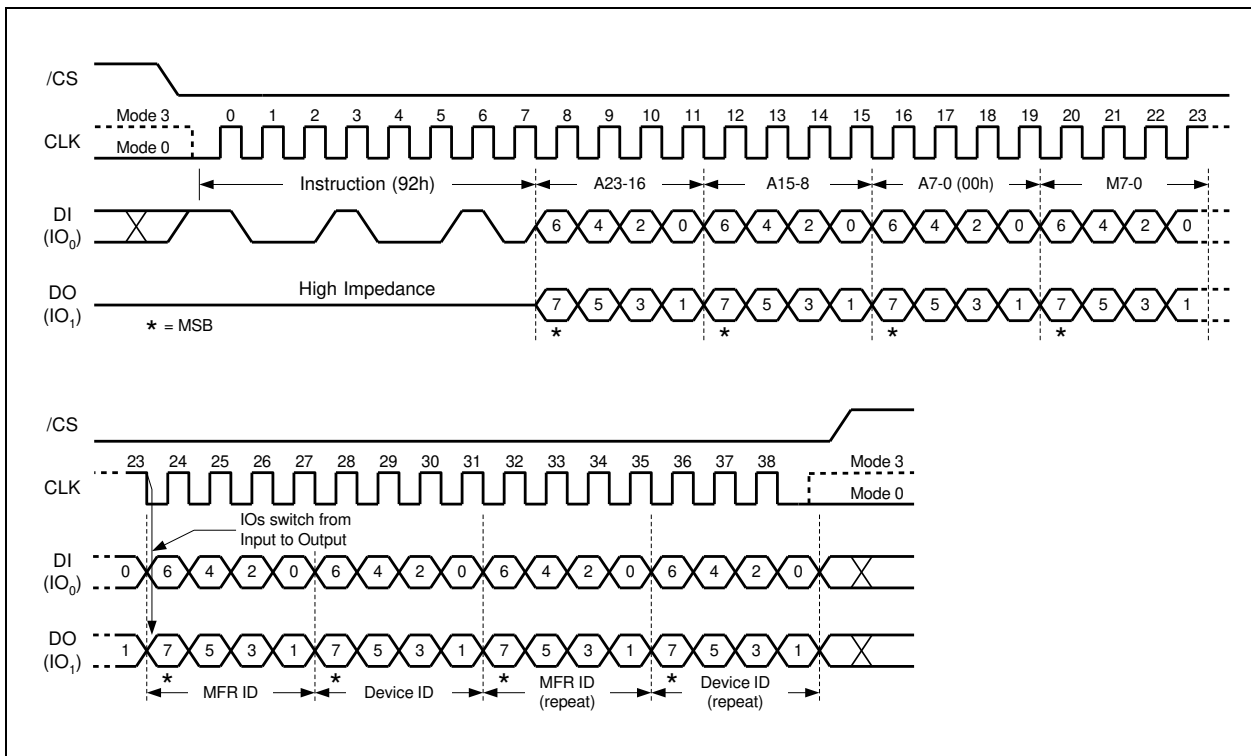 /CS
Mode 3 0 1 2 3 4 5 6 7 8 9 10 11 12 13 14 15 16 17 18 19 20 21 22 23
CLK
Mode 0
Instruction (92h) A23-16 A15-8 A7-0 (00h) M7-0
DI
(IO0)
6 4 2 0 6 4 2 0 6 4 2 0 6 4 2 0
High Impedance
DO
(IO1)
7 5 3 1 7 5 3 1 7 5 3 1 7 5 3 1
* = MSB
* * * *
/CS
23 24 25 26 27 28 29 30 31 32 33 34 35 36 37 38 Mode 3
CLK
Mode 0
IOs switch from
Input to Output
DI
(IO0)
0 6 4 2 0 6 4 2 0 6 4 2 0 6 4 2 0
DO
(IO1)
1 7 5 3 1 7 5 3 1 7 5 3 1 7 5 3 1
* * * *
MFR ID Device ID MFR ID
(repeat)
Device ID
(repeat)